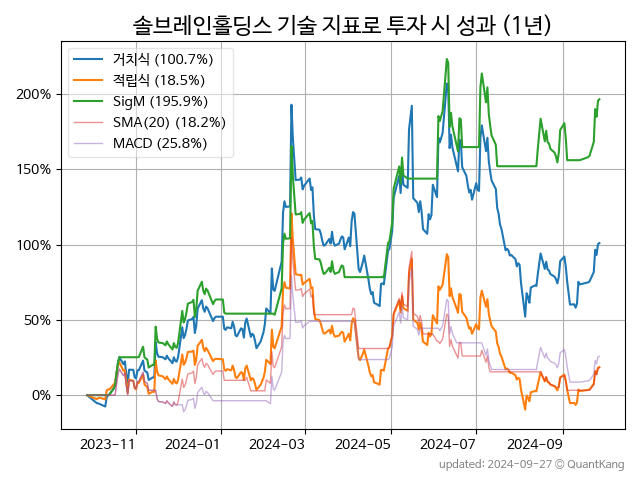 솔브레인홀딩스 기술 지표로 투자 시 성과 (1년)
거치식 (100.7%)
적립식 (18.5%)
SigM (195.9%)
SMA(20) (18.2%)
MACD (25.8%)
200%
150%
100%
50%
0%
2023-11 2024-01 2024-03 2024-05 2024-07 2024-09
updated: 2024-09-27 © QuantKang